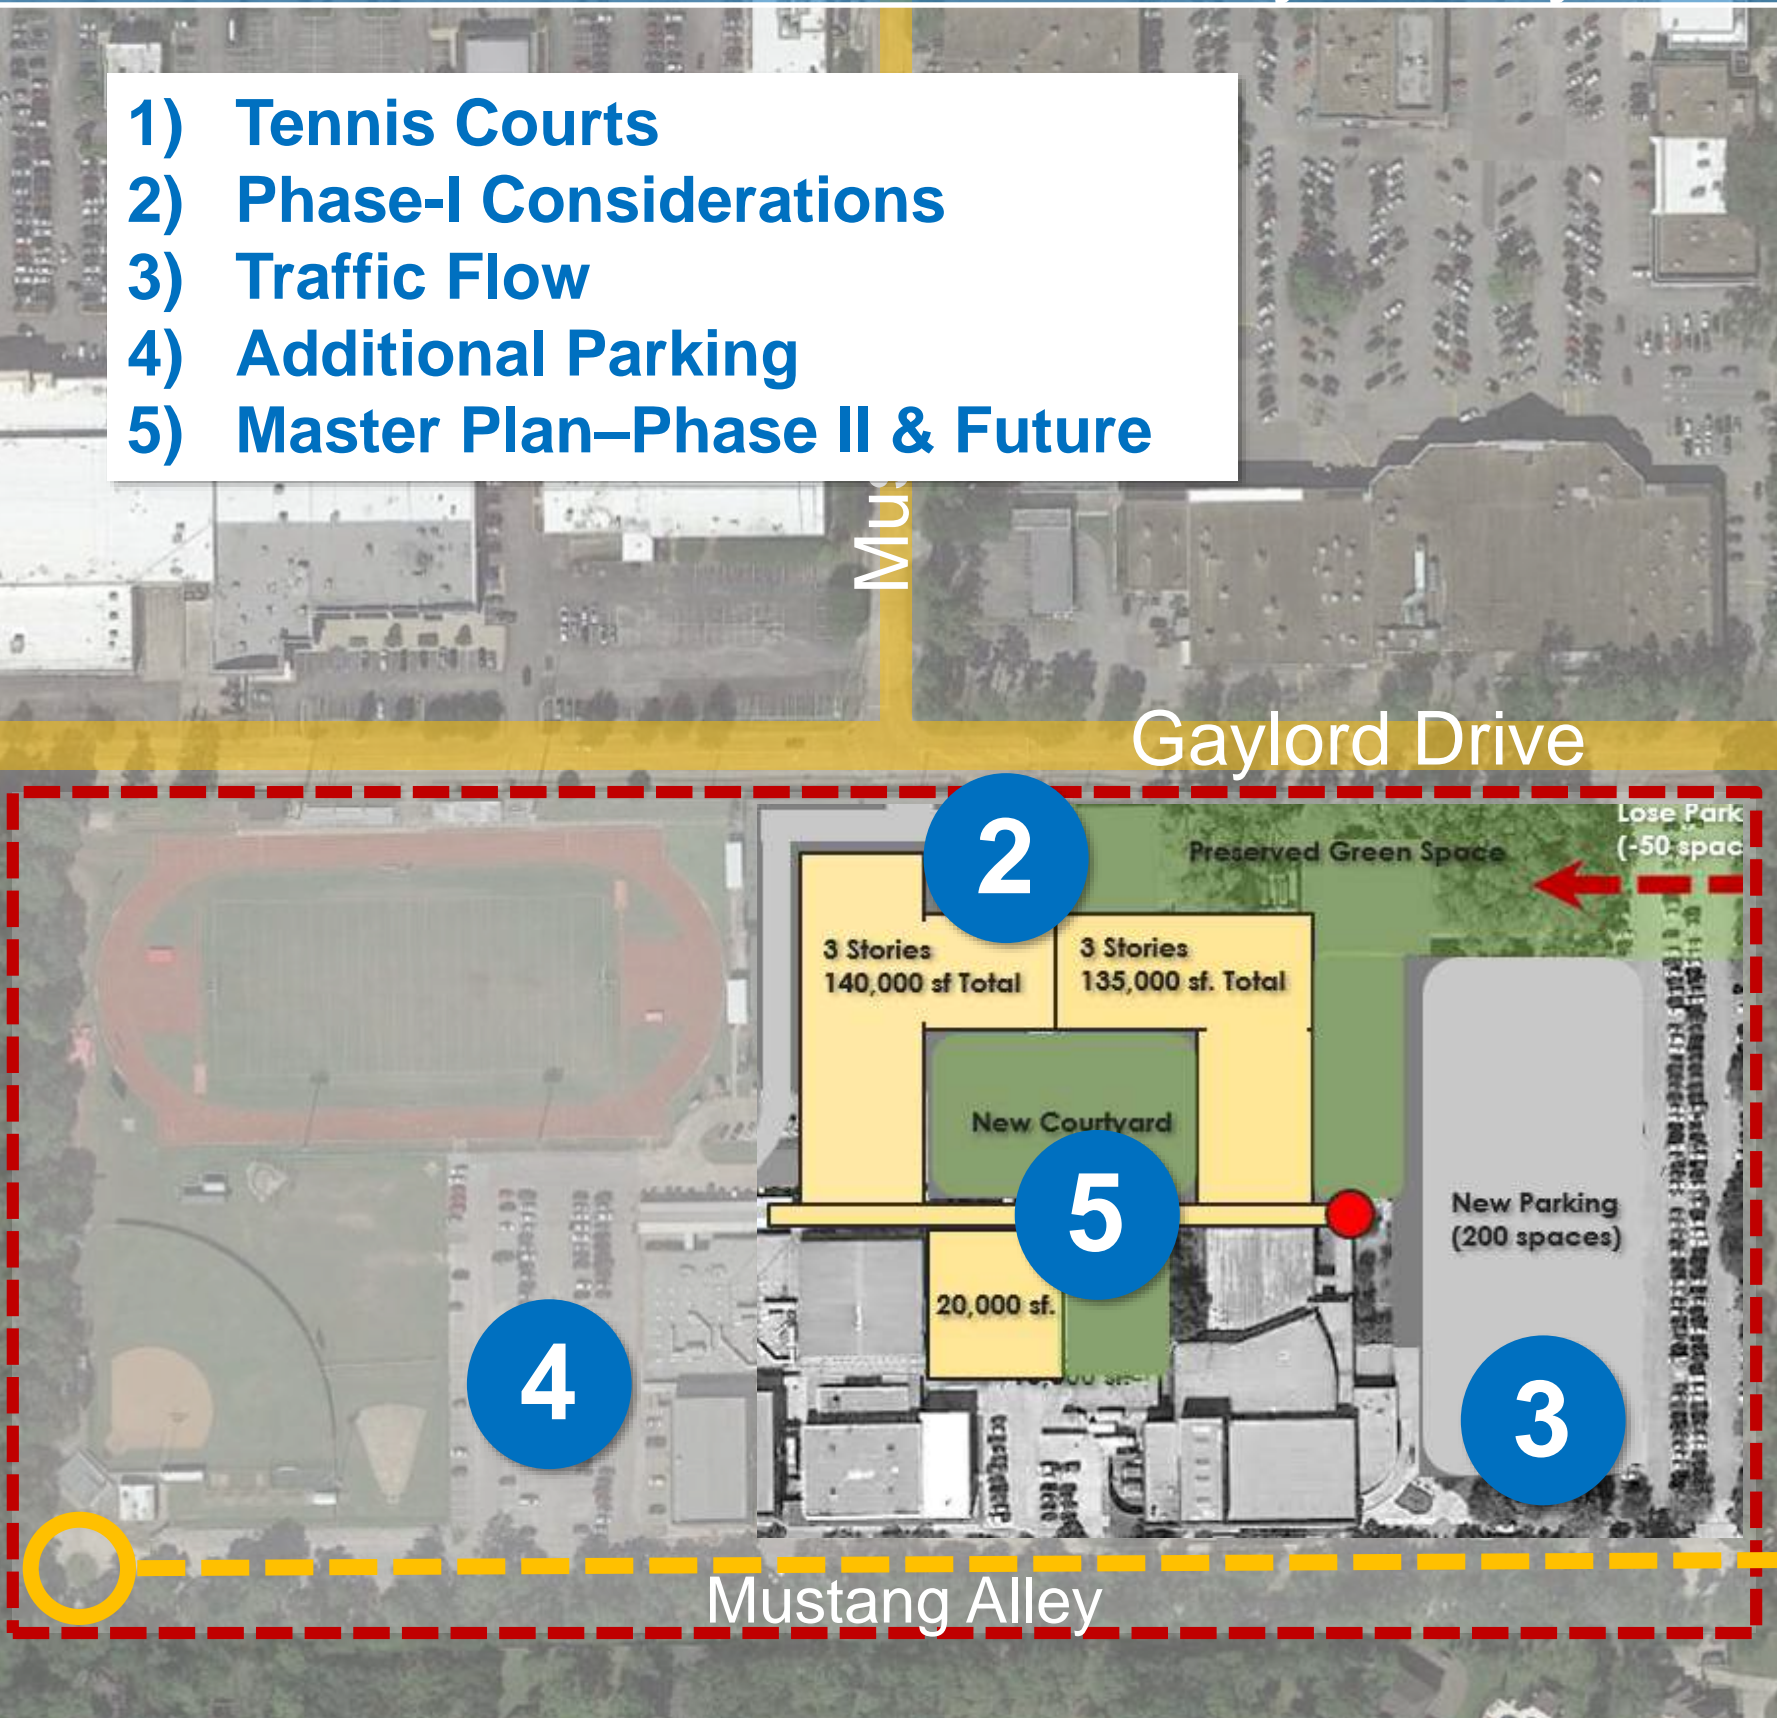 1) Tennis Courts
2) Phase-I Considerations
3) Traffic Flow
4) Additional Parking
5) Master Plan–Phase II & Future
Mus
Gaylord Drive
2
Lose Park
(-50 spac
Preserved Green Space
3 Stories
140,000 sf Total
3 Stories
135,000 sf. Total
New Courtyard
5
New Parking
(200 spaces)
20,000 sf.
4
3
Mustang Alley